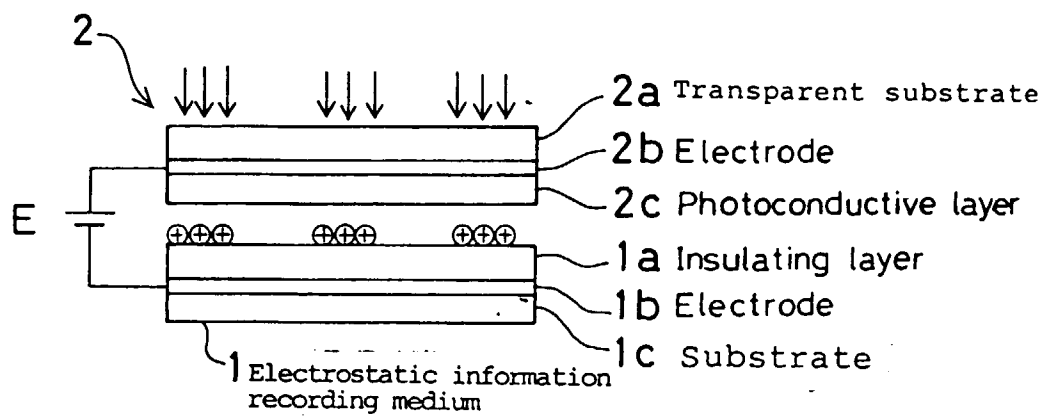 2
2a Transparent substrate
2b Electrode
2c Photoconductive layer
E
⊕⊕⊕ ⊕⊕⊕ ⊕⊕⊕
1a Insulating layer
1b Electrode
1c Substrate
1 Electrostatic information
recording medium